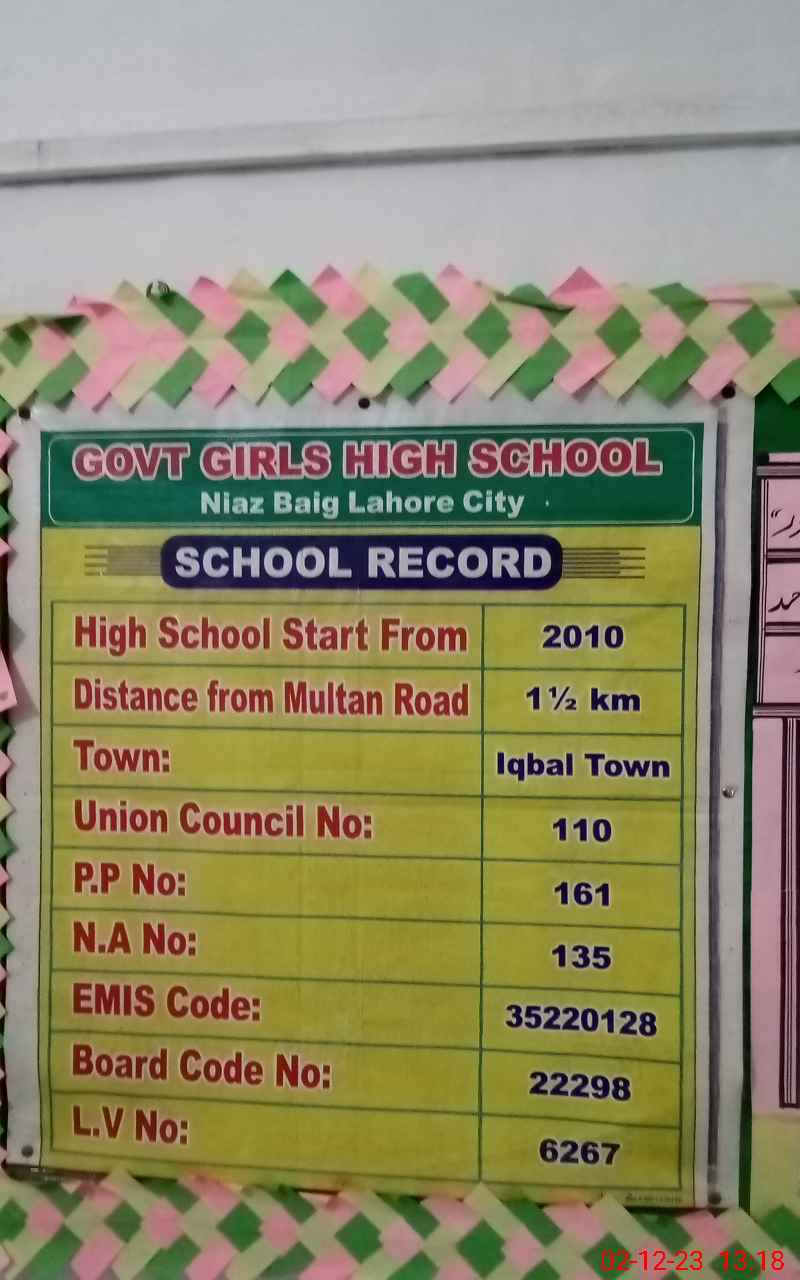 GOVT GIRLS HIGH SCHOOL
Niaz Baig Lahore City
SCHOOL RECORD
High School Start From 2010
Distance from Multan Road 1½ km
Town: Iqbal Town
Union Council No: 110
P.P No: 161
N.A No: 135
EMIS Code: 35220128
Board Code No: 22298
L.V No: 6267
02-12-23 13:18